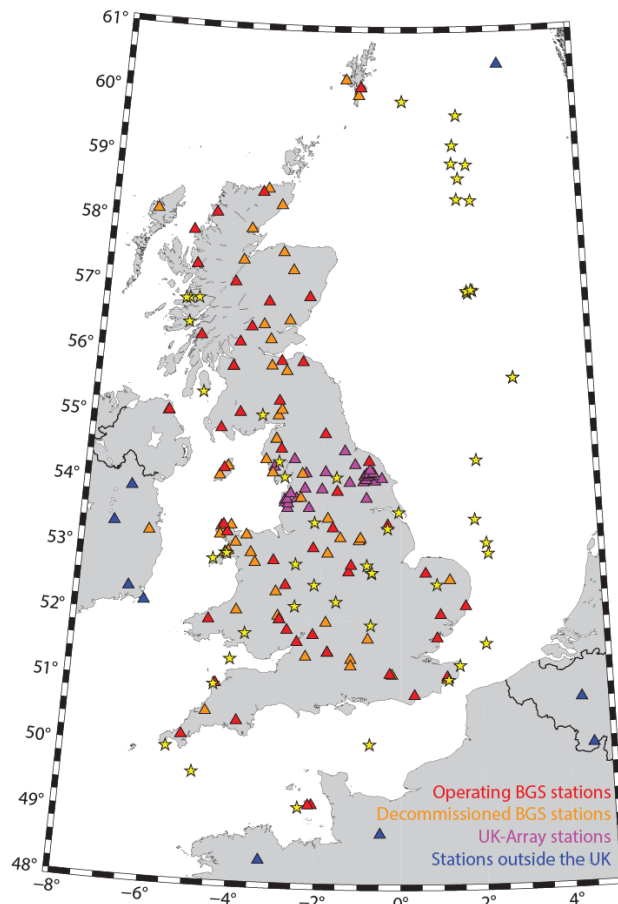 61°
60°
59°
58°
57°
56°
55°
54°
53°
52°
51°
50°
49°
48°
Operating BGS stations
Decommissioned BGS stations
UK-Array stations
Stations outside the UK
−8° −6° −4° −2° 0° 2° 4°